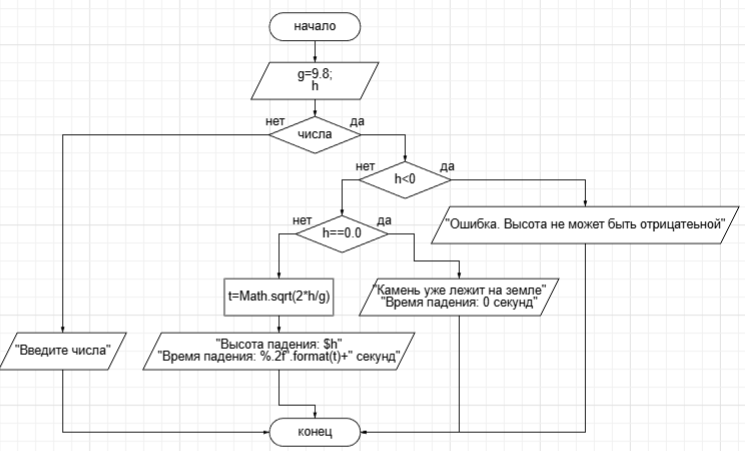 начало
g=9.8;
h
нет
да
числа
нет
да
h<0
"Ошибка. Высота не может быть отрицатеьной"
нет
да
h==0.0
t=Math.sqrt(2*h/g)
"Камень уже лежит на земле"
"Время падения: 0 секунд"
"Введите числа"
"Высота падения: $h"
"Время падения: %.2f".format(t)+" секунд"
конец